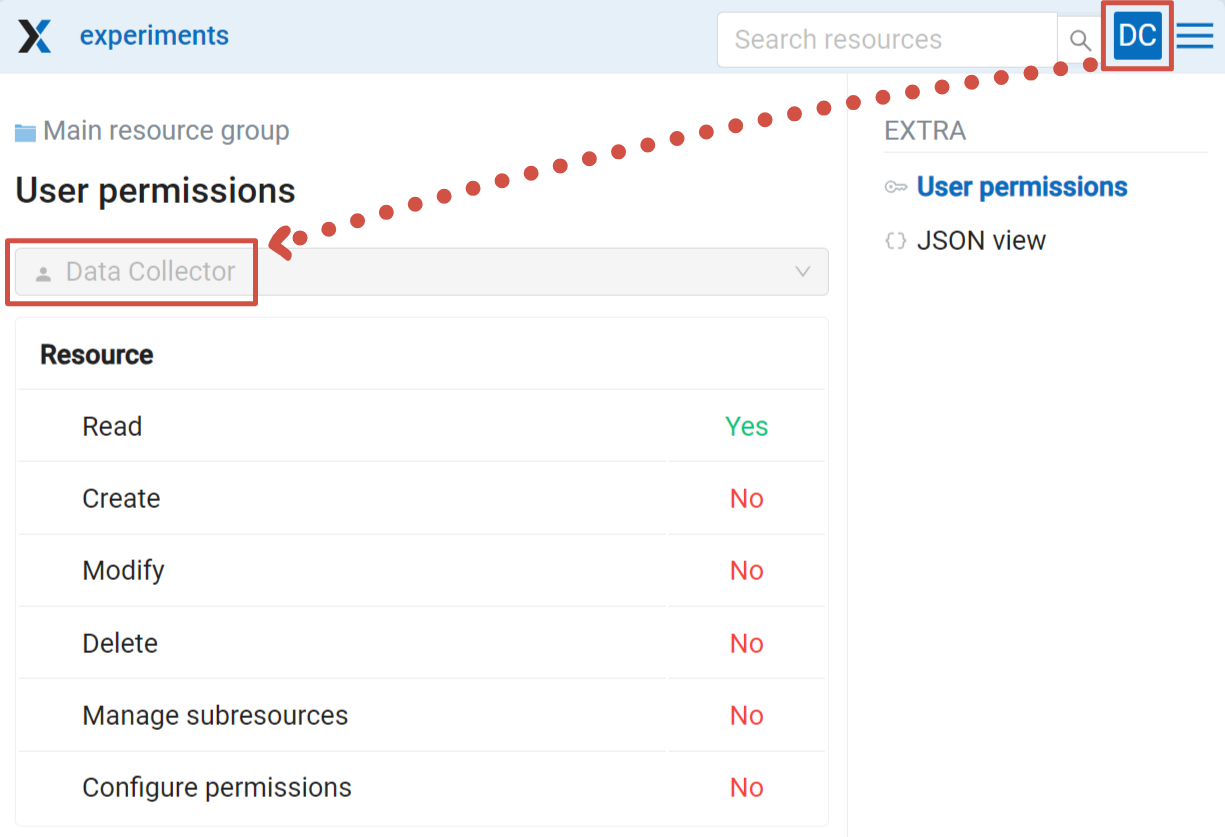 experiments
Search resources
DC
Main resource group
User permissions
Data Collector
Resource
Read Yes
Create No
Modify No
Delete No
Manage subresources No
Configure permissions No
EXTRA
User permissions
JSON view